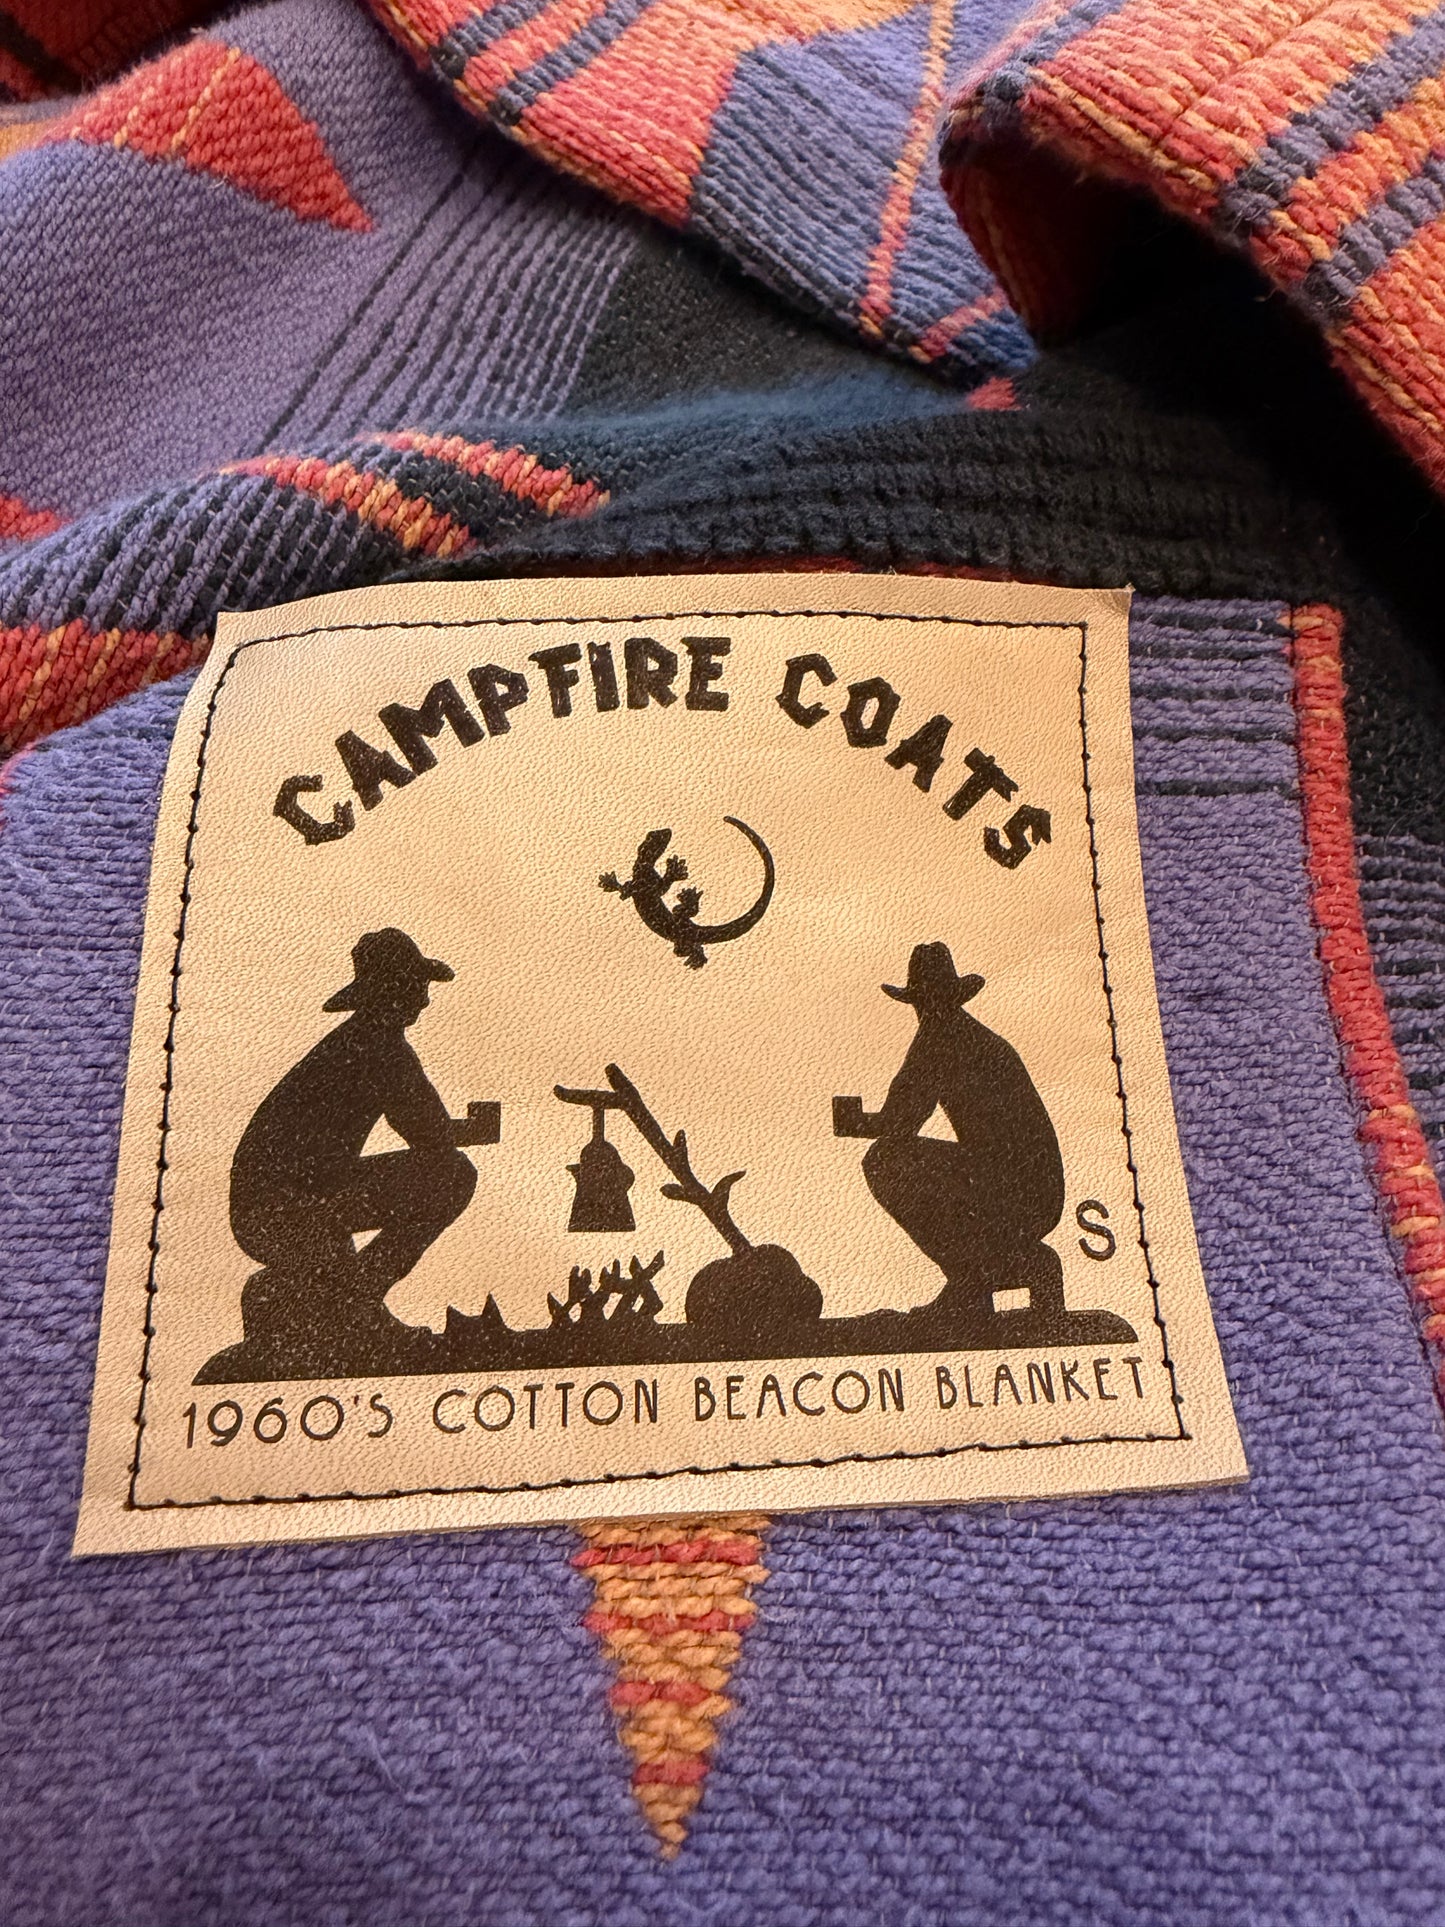 CAMPFIRE COATS
S
1960'S COTTON BEACON BLANKET